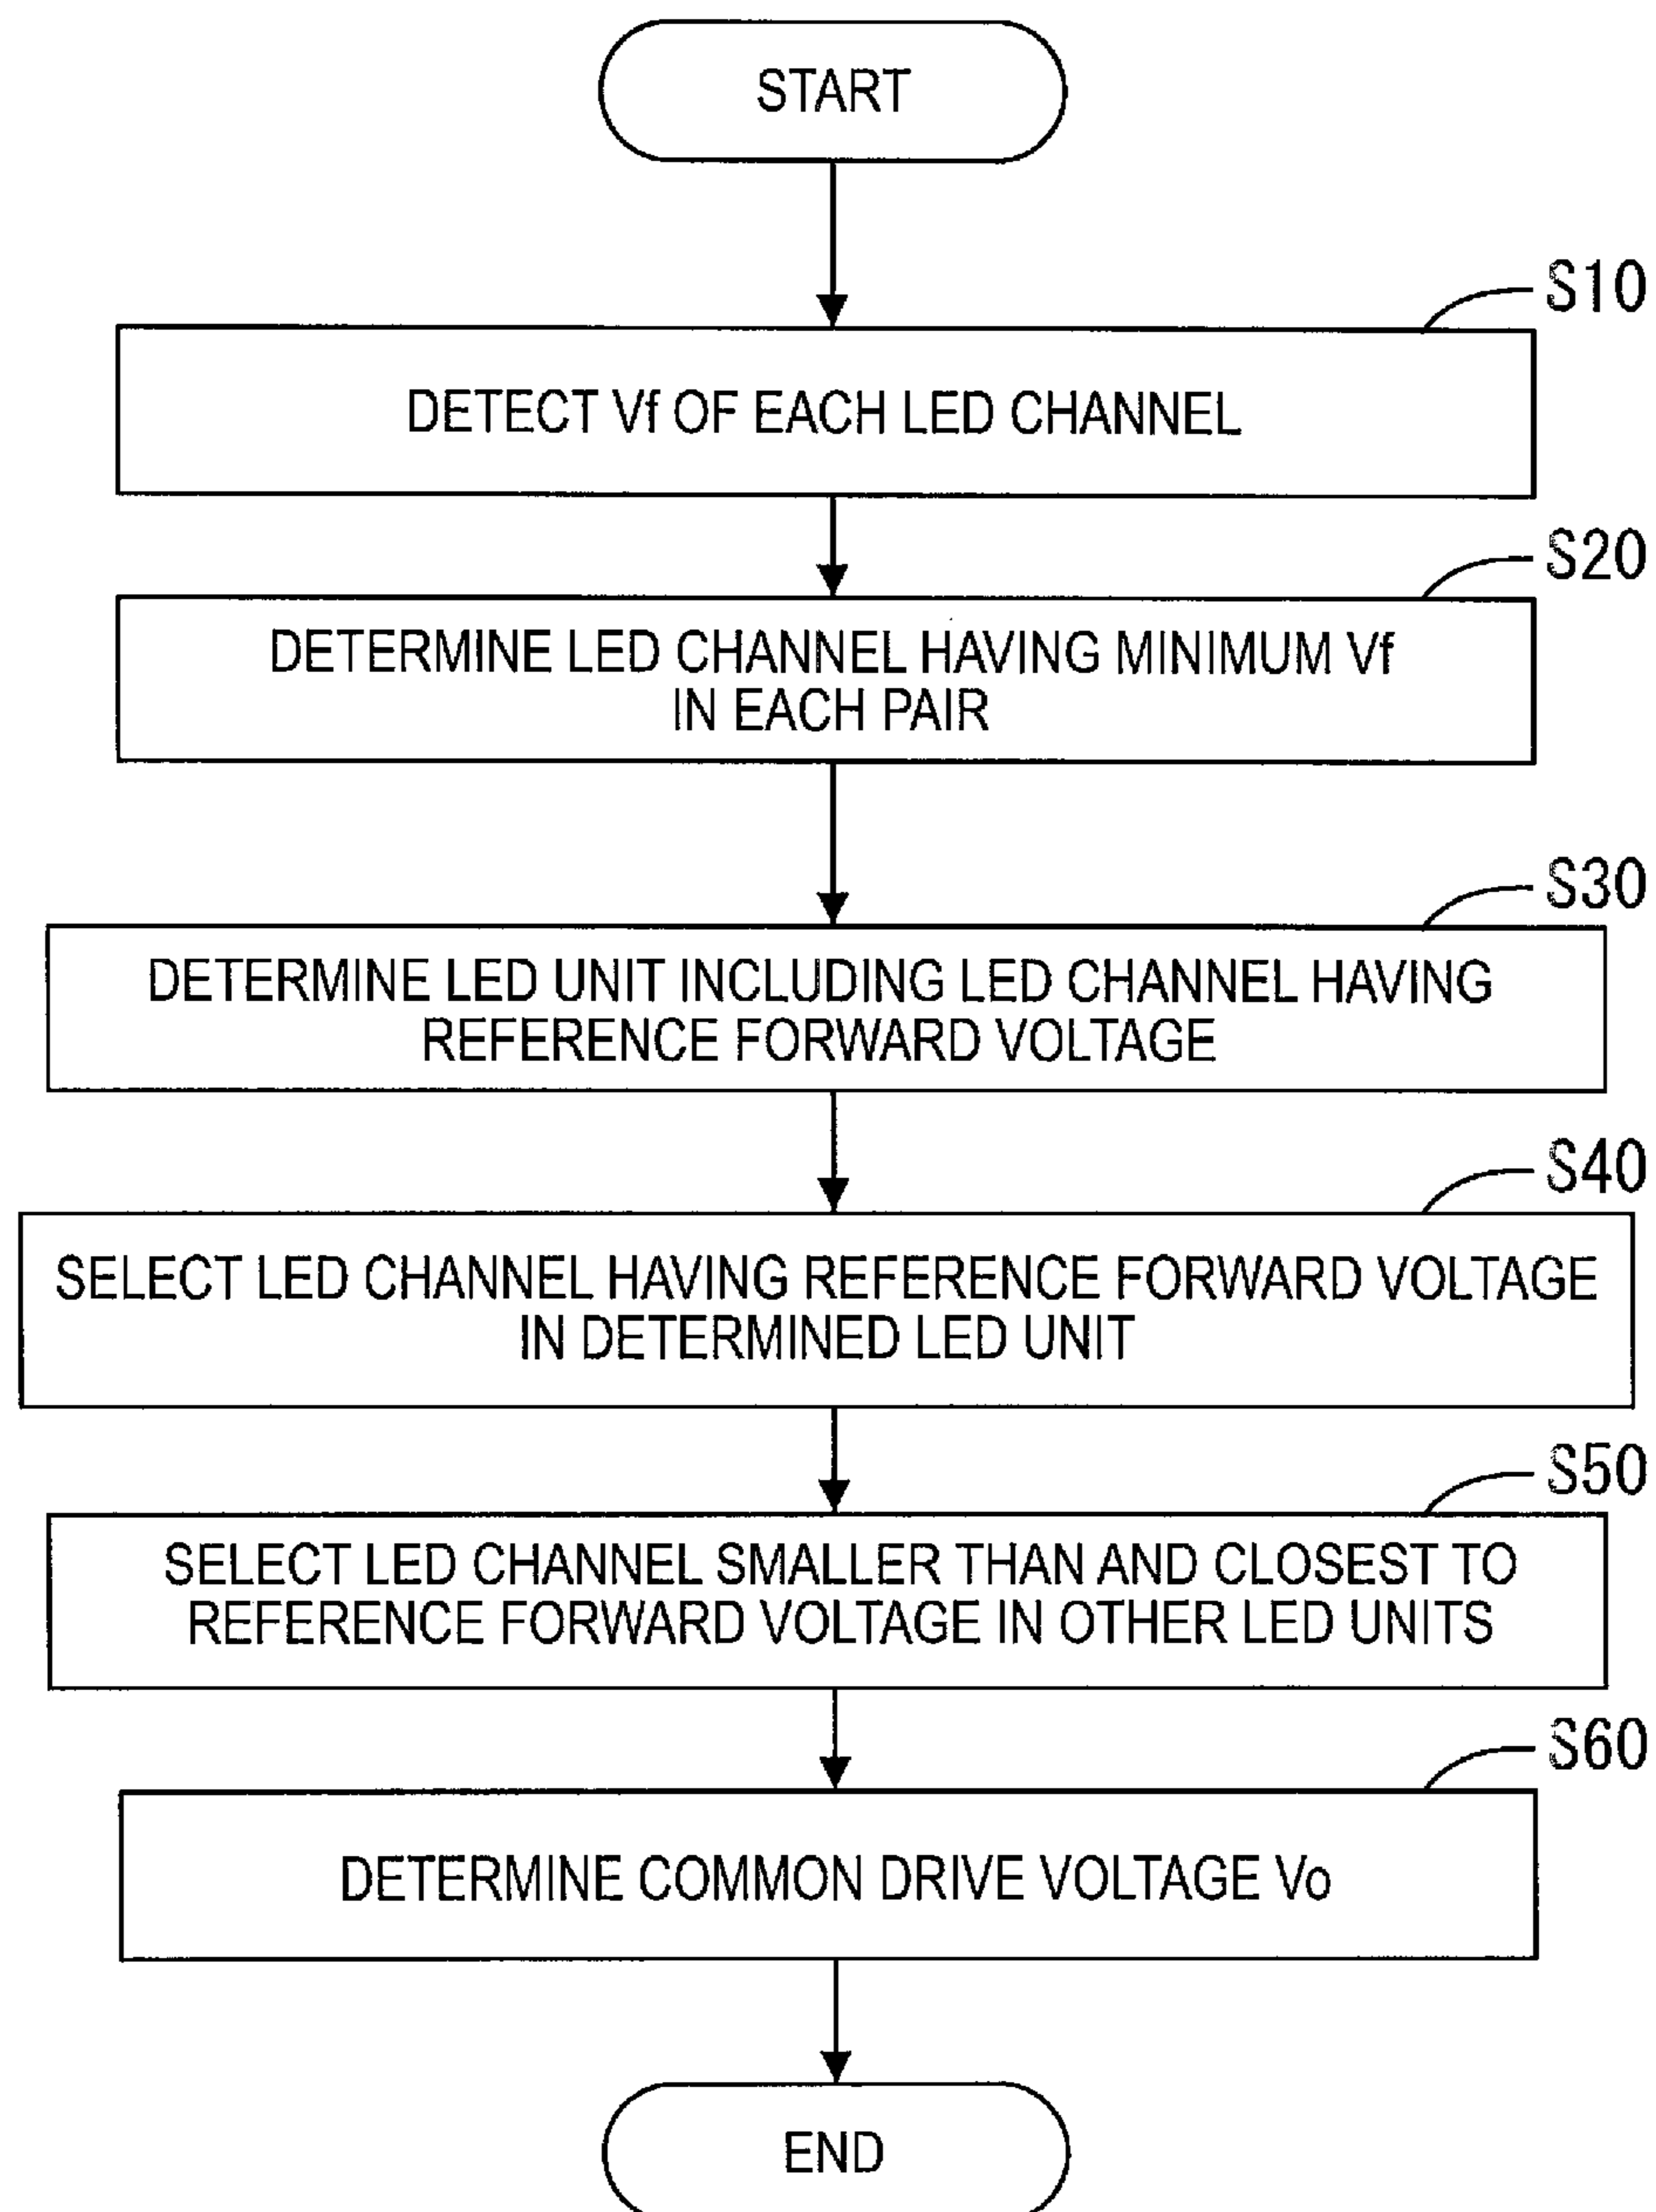 START
S10
DETECT Vf OF EACH LED CHANNEL
S20
DETERMINE LED CHANNEL HAVING MINIMUM Vf
IN EACH PAIR
S30
DETERMINE LED UNIT INCLUDING LED CHANNEL HAVING
REFERENCE FORWARD VOLTAGE
S40
SELECT LED CHANNEL HAVING REFERENCE FORWARD VOLTAGE
IN DETERMINED LED UNIT
S50
SELECT LED CHANNEL SMALLER THAN AND CLOSEST TO
REFERENCE FORWARD VOLTAGE IN OTHER LED UNITS
S60
DETERMINE COMMON DRIVE VOLTAGE Vo
END